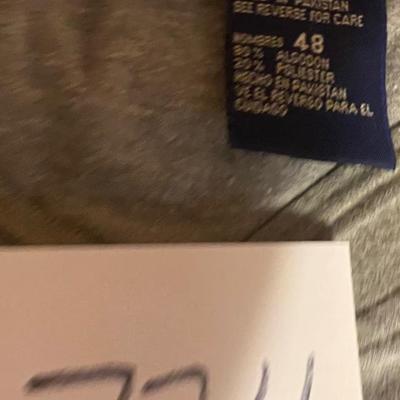 PAKISTAN
SEE REVERSE FOR CARE
HOMBRES 48
80% ALGODON
20% POLIESTER
HECHO EN PAKISTAN
VE EL REVERSO PARA EL
CUIDADO